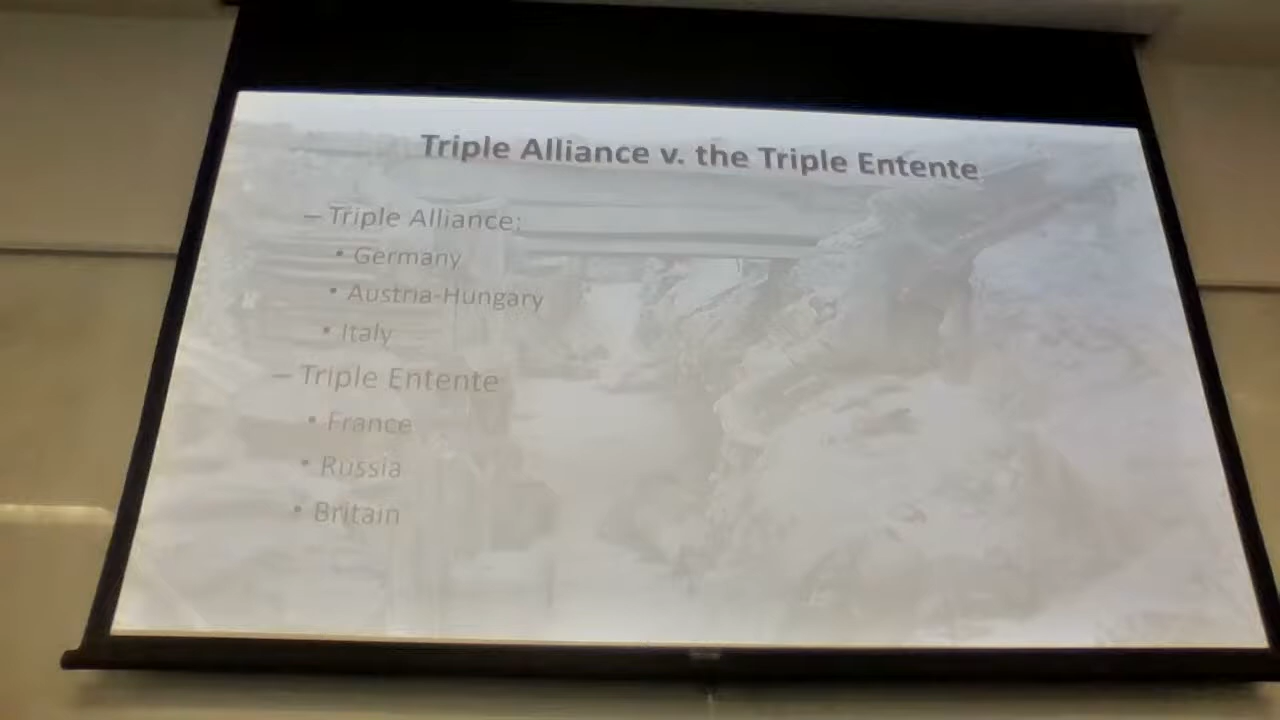 Triple Alliance v. the Triple Entente
– Triple Alliance:
• Germany
• Austria-Hungary
• Italy
– Triple Entente
• France
• Russia
• Britain